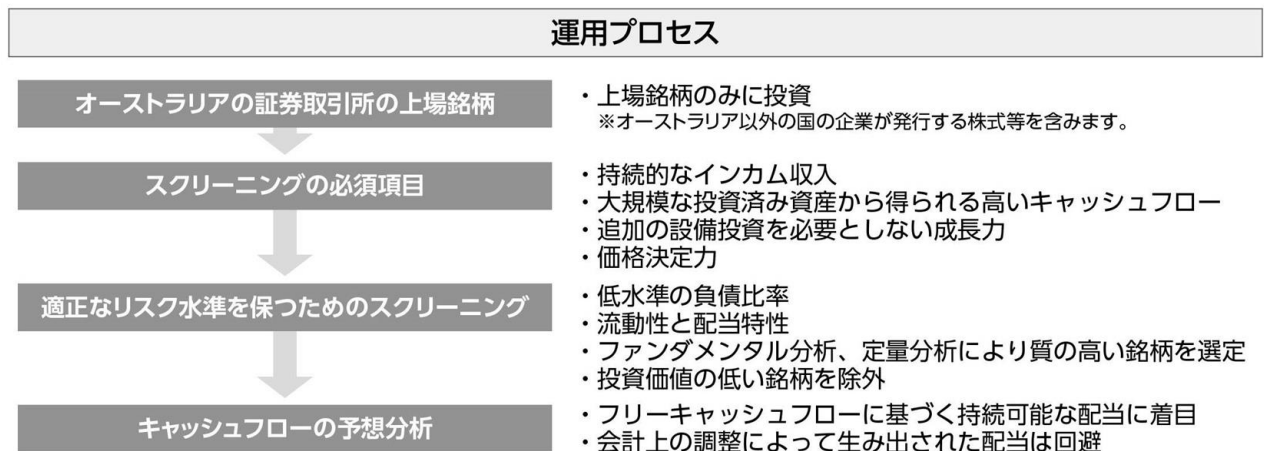 運用プロセス
オーストラリアの証券取引所の上場銘柄
・上場銘柄のみに投資
※オーストラリア以外の国の企業が発行する株式等を含みます。
スクリーニングの必須項目
・持続的なインカム収入
・大規模な投資済み資産から得られる高いキャッシュフロー
・追加の設備投資を必要としない成長力
・価格決定力
適正なリスク水準を保つためのスクリーニング
・低水準の負債比率
・流動性と配当特性
・ファンダメンタル分析、定量分析により質の高い銘柄を選定
・投資価値の低い銘柄を除外
キャッシュフローの予想分析
・フリーキャッシュフローに基づく持続可能な配当に着目
・会計上の調整によって生み出された配当は回避